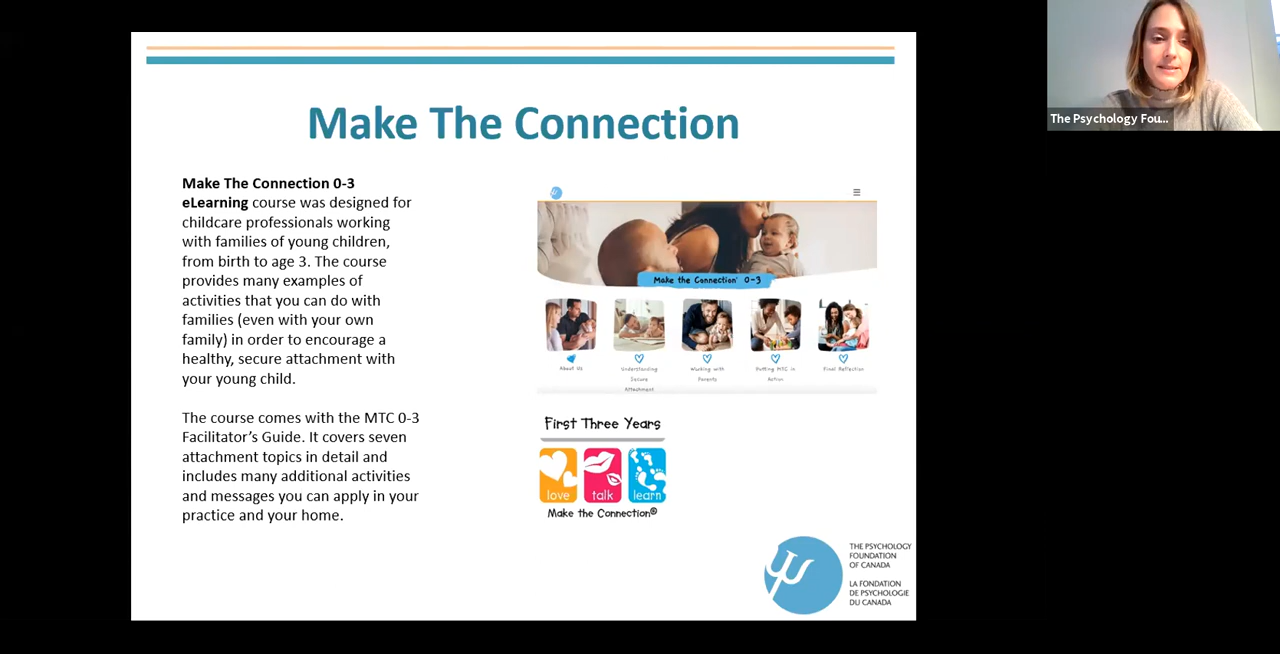 Make The Connection
Make The Connection 0-3
eLearning course was designed for
childcare professionals working
with families of young children,
from birth to age 3. The course
provides many examples of
activities that you can do with
families (even with your own
family) in order to encourage a
healthy, secure attachment with
your young child.
The course comes with the MTC 0-3
Facilitator's Guide. It covers seven
attachment topics in detail and
includes many additional activities
and messages you can apply in your
practice and your home.
Make the Connection® 0-3
About Us
Understanding
Secure
Attachment
Working with
Parents
Putting MTC in
Action
Final Reflection
First Three Years
love talk learn
Make the Connection®
THE PSYCHOLOGY
FOUNDATION
OF CANADA
LA FONDATION
DE PSYCHOLOGIE
DU CANADA
The Psychology Fou...